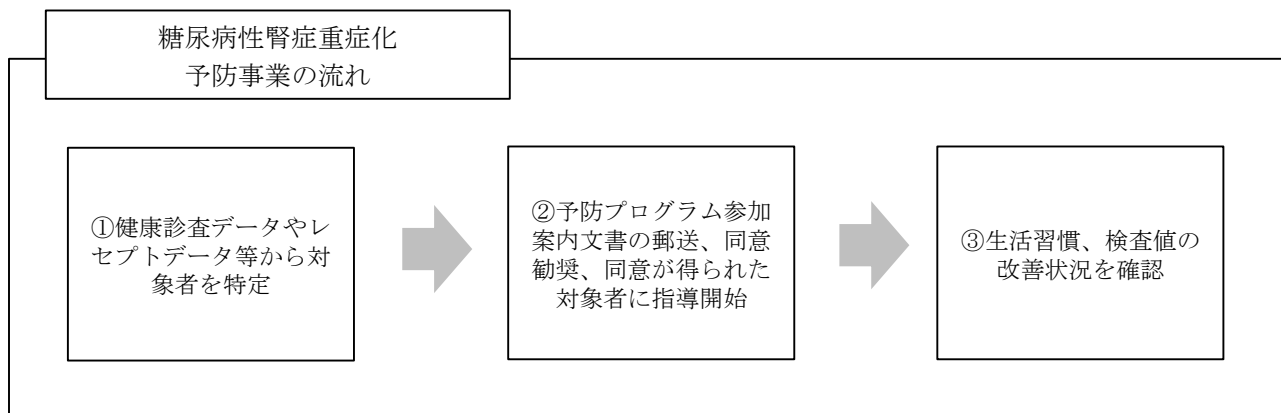 糖尿病性腎症重症化
予防事業の流れ
①健康診査データやレ
セプトデータ等から対
象者を特定
②予防プログラム参加
案内文書の郵送、同意
勧奨、同意が得られた
対象者に指導開始
③生活習慣、検査値の
改善状況を確認